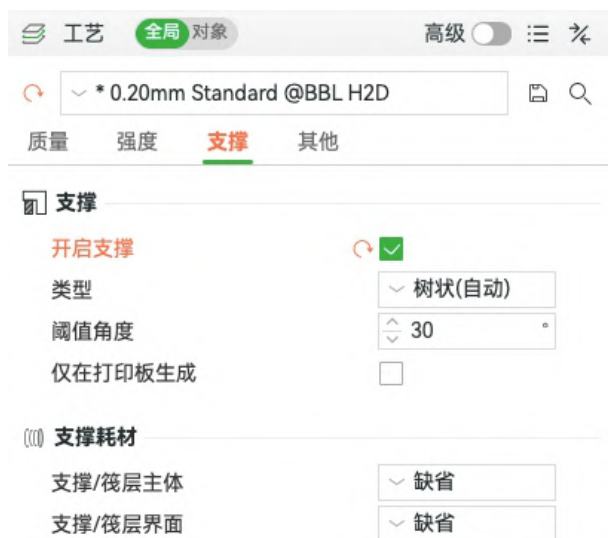 工艺 全局 对象 高级
* 0.20mm Standard @BBL H2D
质量 强度 支撑 其他
支撑
开启支撑
类型 树状(自动)
阈值角度 30 °
仅在打印板生成
支撑耗材
支撑/筏层主体 缺省
支撑/筏层界面 缺省